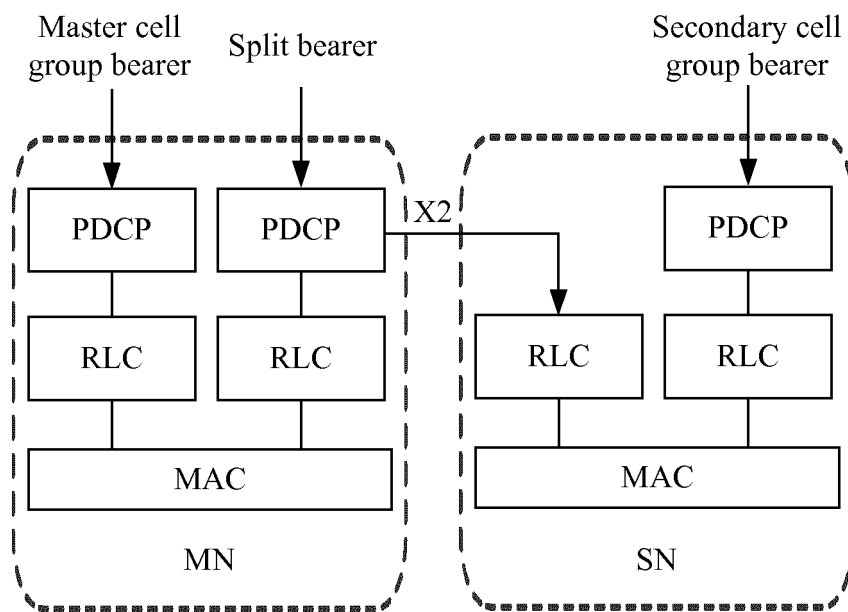 Master cell
group bearer
Split bearer
Secondary cell
group bearer
PDCP
PDCP
X2
PDCP
RLC
RLC
RLC
RLC
MAC
MAC
MN
SN